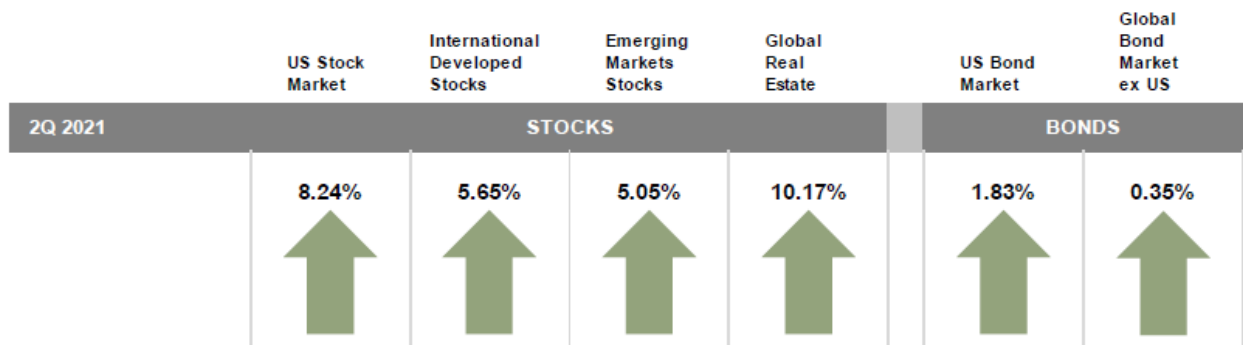 US Stock
Market
International
Developed
Stocks
Emerging
Markets
Stocks
Global
Real
Estate
US Bond
Market
Global
Bond
Market
ex US
2Q 2021
STOCKS
BONDS
8.24%
5.65%
5.05%
10.17%
1.83%
0.35%